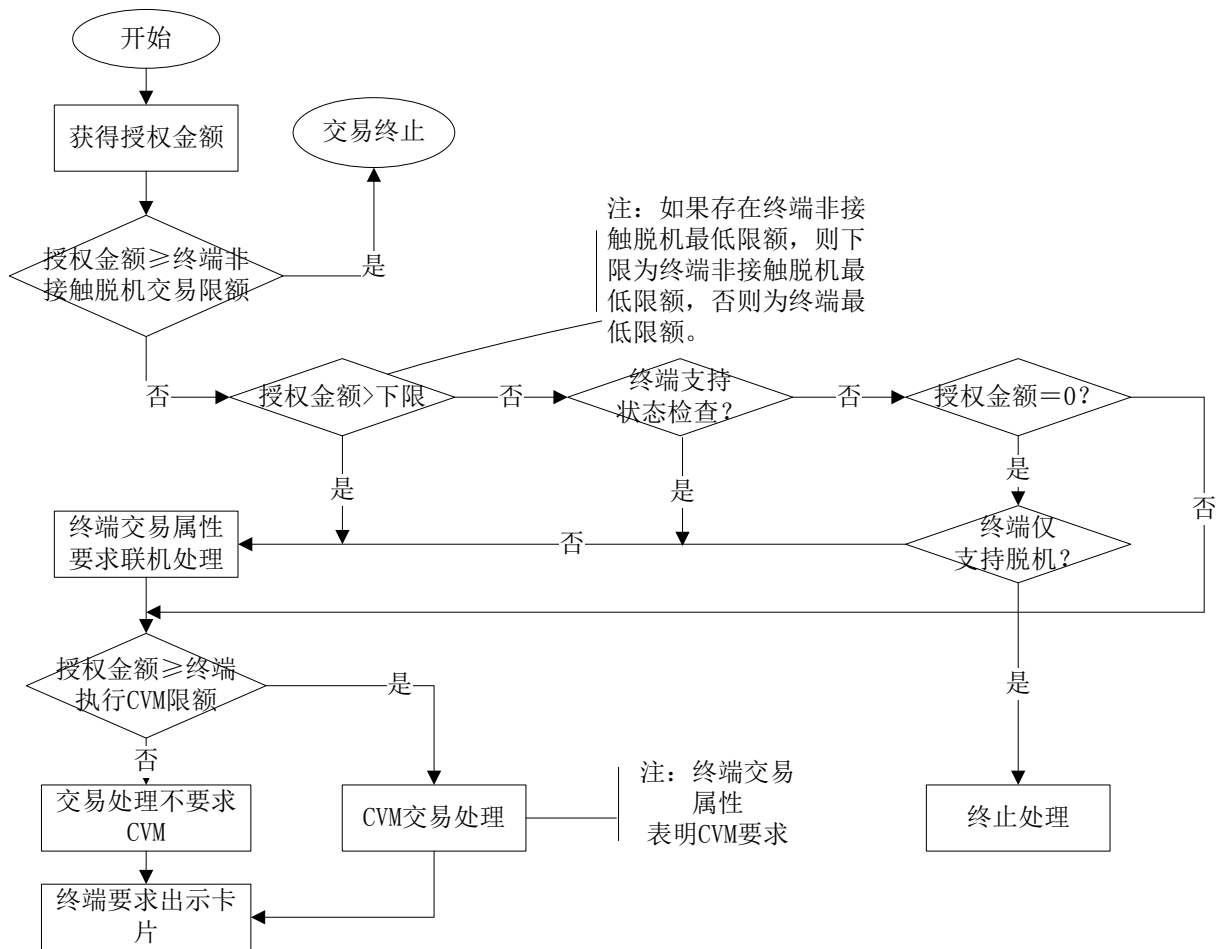 开始
获得授权金额
交易终止
授权金额≥终端非
接触脱机交易限额
是
注：如果存在终端非接
触脱机最低限额，则下
限为终端非接触脱机最
低限额，否则为终端最
低限额。
否
授权金额>下限
否
终端支持
状态检查？
否
授权金额＝0？
是
是
是
否
终端交易属性
要求联机处理
否
终端仅
支持脱机？
授权金额≥终端
执行CVM限额
是
是
否
交易处理不要求
CVM
CVM交易处理
注：终端交易
属性
表明CVM要求
终止处理
终端要求出示卡
片